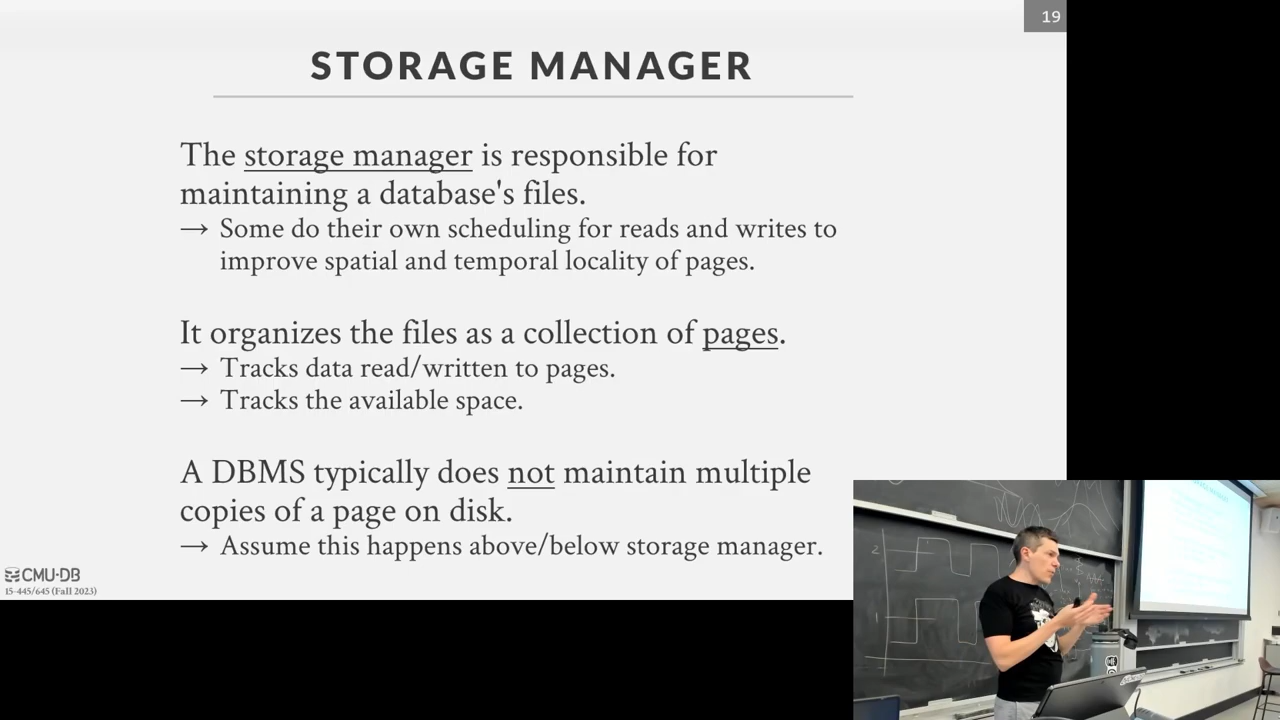 19
STORAGE MANAGER
The storage manager is responsible for
maintaining a database's files.
→ Some do their own scheduling for reads and writes to
improve spatial and temporal locality of pages.
It organizes the files as a collection of pages.
→ Tracks data read/written to pages.
→ Tracks the available space.
A DBMS typically does not maintain multiple
copies of a page on disk.
→ Assume this happens above/below storage manager.
CMU·DB
15-445/645 (Fall 2023)